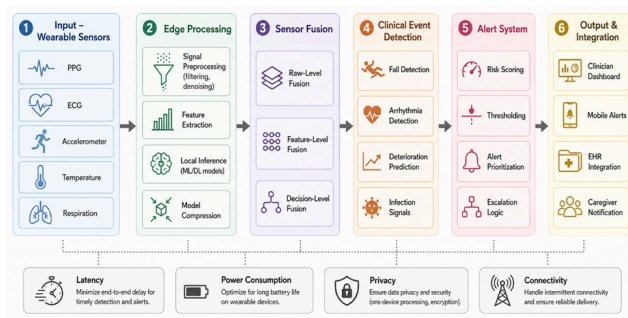 1
Input –
Wearable Sensors
PPG
ECG
Accelerometer
Temperature
Respiration
2
Edge Processing
Signal
Preprocessing
(filtering,
denoising)
Feature
Extraction
Local Inference
(ML/DL models)
Model
Compression
3
Sensor Fusion
Raw-Level
Fusion
Feature-Level
Fusion
Decision-Level
Fusion
4
Clinical Event
Detection
Fall Detection
Arrhythmia
Detection
Deterioration
Prediction
Infection
Signals
5
Alert System
Risk Scoring
Thresholding
Alert
Prioritization
Escalation
Logic
6
Output &
Integration
Clinician
Dashboard
Mobile Alerts
EHR
Integration
Caregiver
Notification
Latency
Minimize end-to-end delay for
timely detection and alerts.
Power Consumption
Optimize for long battery life
on wearable devices.
Privacy
Ensure data privacy and security
(ons-device processing, encryption).
Connectivity
Handle intermittent connectivity
and ensure reliable delivery.